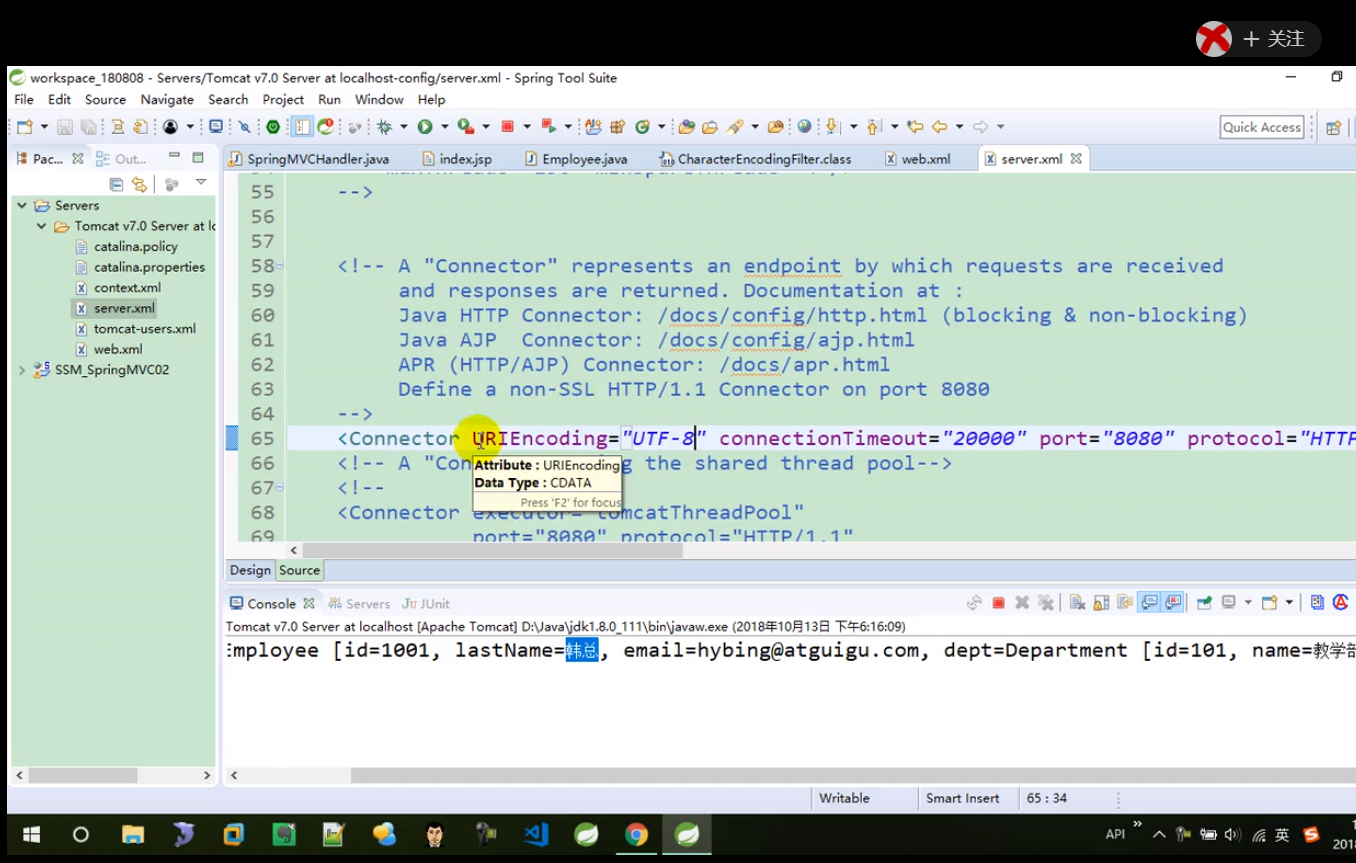 + 关注
workspace_180808 - Servers/Tomcat v7.0 Server at localhost-config/server.xml - Spring Tool Suite
File Edit Source Navigate Search Project Run Window Help
Quick Access
Pac... Out...
SpringMVCHandler.java index.jsp Employee.java CharacterEncodingFilter.class web.xml server.xml
Servers
Tomcat v7.0 Server at lo
catalina.policy
catalina.properties
context.xml
server.xml
tomcat-users.xml
web.xml
SSM_SpringMVC02
55 -->
56
57
58 <!-- A "Connector" represents an endpoint by which requests are received
59 and responses are returned. Documentation at :
60 Java HTTP Connector: /docs/config/http.html (blocking & non-blocking)
61 Java AJP  Connector: /docs/config/ajp.html
62 APR (HTTP/AJP) Connector: /docs/apr.html
63 Define a non-SSL HTTP/1.1 Connector on port 8080
64 -->
65 <Connector URIEncoding="UTF-8" connectionTimeout="20000" port="8080" protocol="HTTP
66 <!-- A "Con g the shared thread pool-->
Attribute : URIEncoding
Data Type : CDATA
Press 'F2' for focus
67 <!--
68 <Connector executor="tomcatThreadPool"
69 port="8080" protocol="HTTP/1.1"
Design Source
Console Servers JUnit
Tomcat v7.0 Server at localhost [Apache Tomcat] D:\Java\jdk1.8.0_111\bin\javaw.exe (2018年10月13日 下午6:16:09)
Employee [id=1001, lastName=韩总, email=hybing@atguigu.com, dept=Department [id=101, name=教学部
Writable Smart Insert 65 : 34
API 英